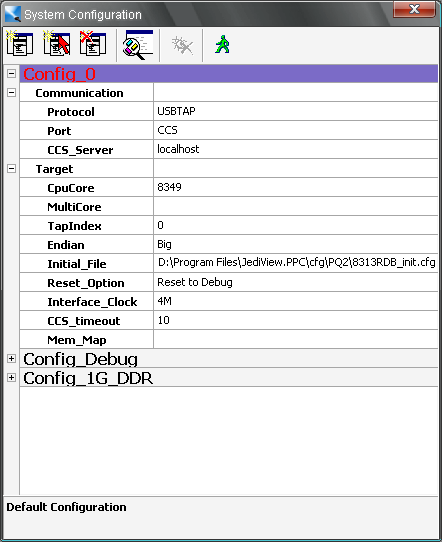 System Configuration
Config_0
Communication
Protocol USBTAP
Port CCS
CCS_Server localhost
Target
CpuCore 8349
MultiCore
TapIndex 0
Endian Big
Initial_File D:\Program Files\JediView.PPC\cfg\PQ2\8313RDB_init.cfg
Reset_Option Reset to Debug
Interface_Clock 4M
CCS_timeout 10
Mem_Map
Config_Debug
Config_1G_DDR
Default Configuration